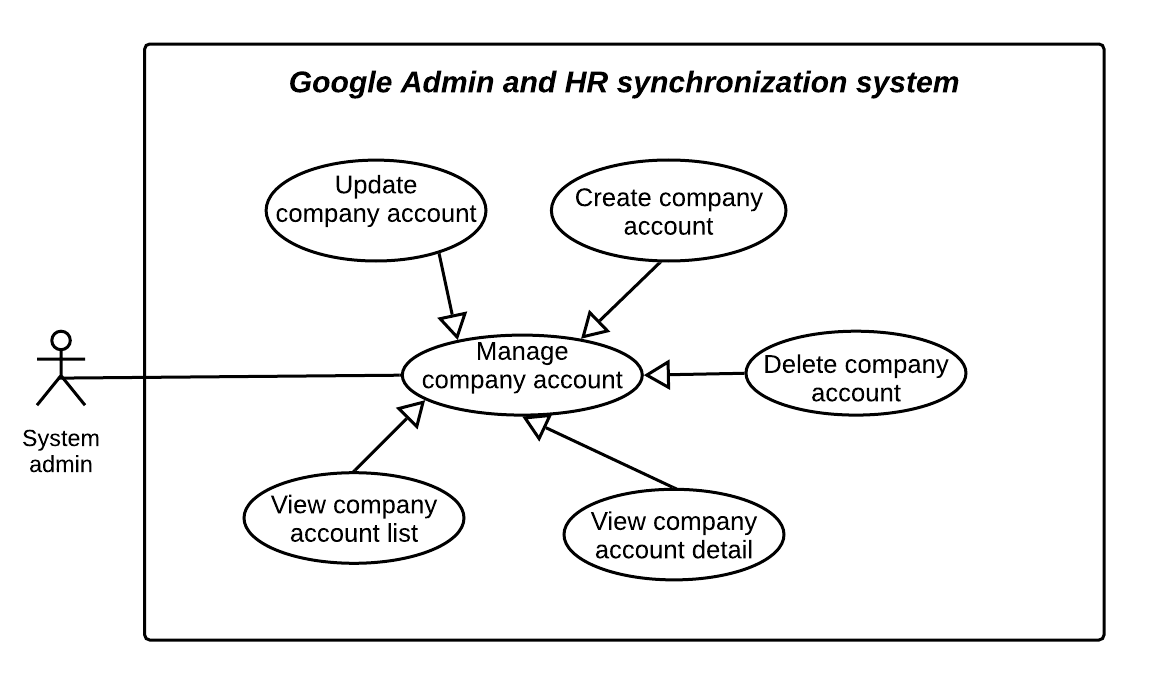 Google Admin and HR synchronization system
Update
company account
Create company
account
Manage
company account
Delete company
account
System
admin
View company
account list
View company
account detail